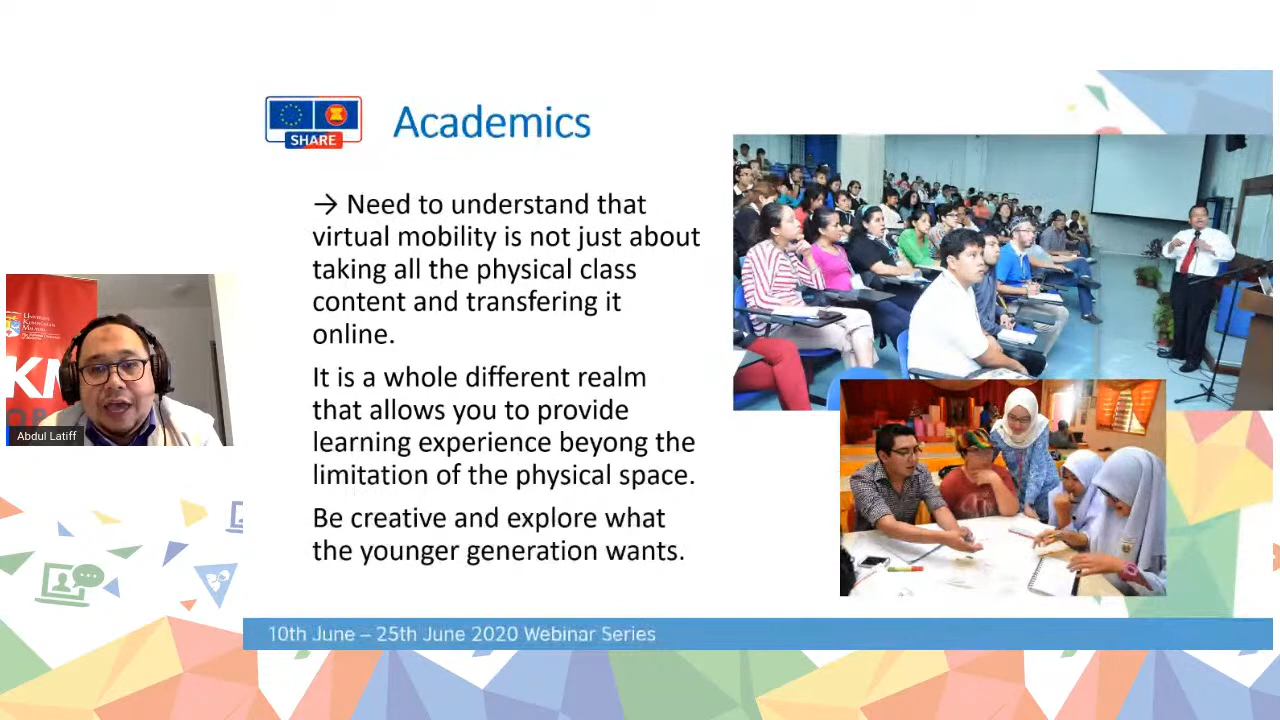 SHARE
Academics
→ Need to understand that
virtual mobility is not just about
taking all the physical class
content and transfering it
online.
It is a whole different realm
that allows you to provide
learning experience beyong the
limitation of the physical space.
Be creative and explore what
the younger generation wants.
UNIVERSITI
KEBANGSAAN
MALAYSIA
Abdul Latiff
10th June – 25th June 2020 Webinar Series